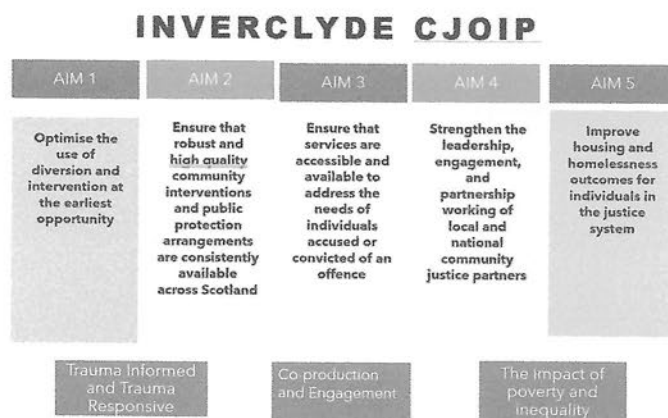 INVERCLYDE CJOIP
AIM 1
AIM 2
AIM 3
AIM 4
AIM 5
Optimise the
use of
diversion and
intervention at
the earliest
opportunity
Ensure that
robust and
high quality
community
interventions
and public
protection
arrangements
are consistently
available
across Scotland
Ensure that
services are
accessible and
available to
address the
needs of
individuals
accused or
convicted of an
offence
Strengthen the
leadership,
engagement,
and
partnership
working of
local and
national
community
justice partners
Improve
housing and
homelessness
outcomes for
individuals in
the justice
system
Trauma Informed
and Trauma
Responsive
Co-production
and Engagement
The impact of
poverty and
inequality